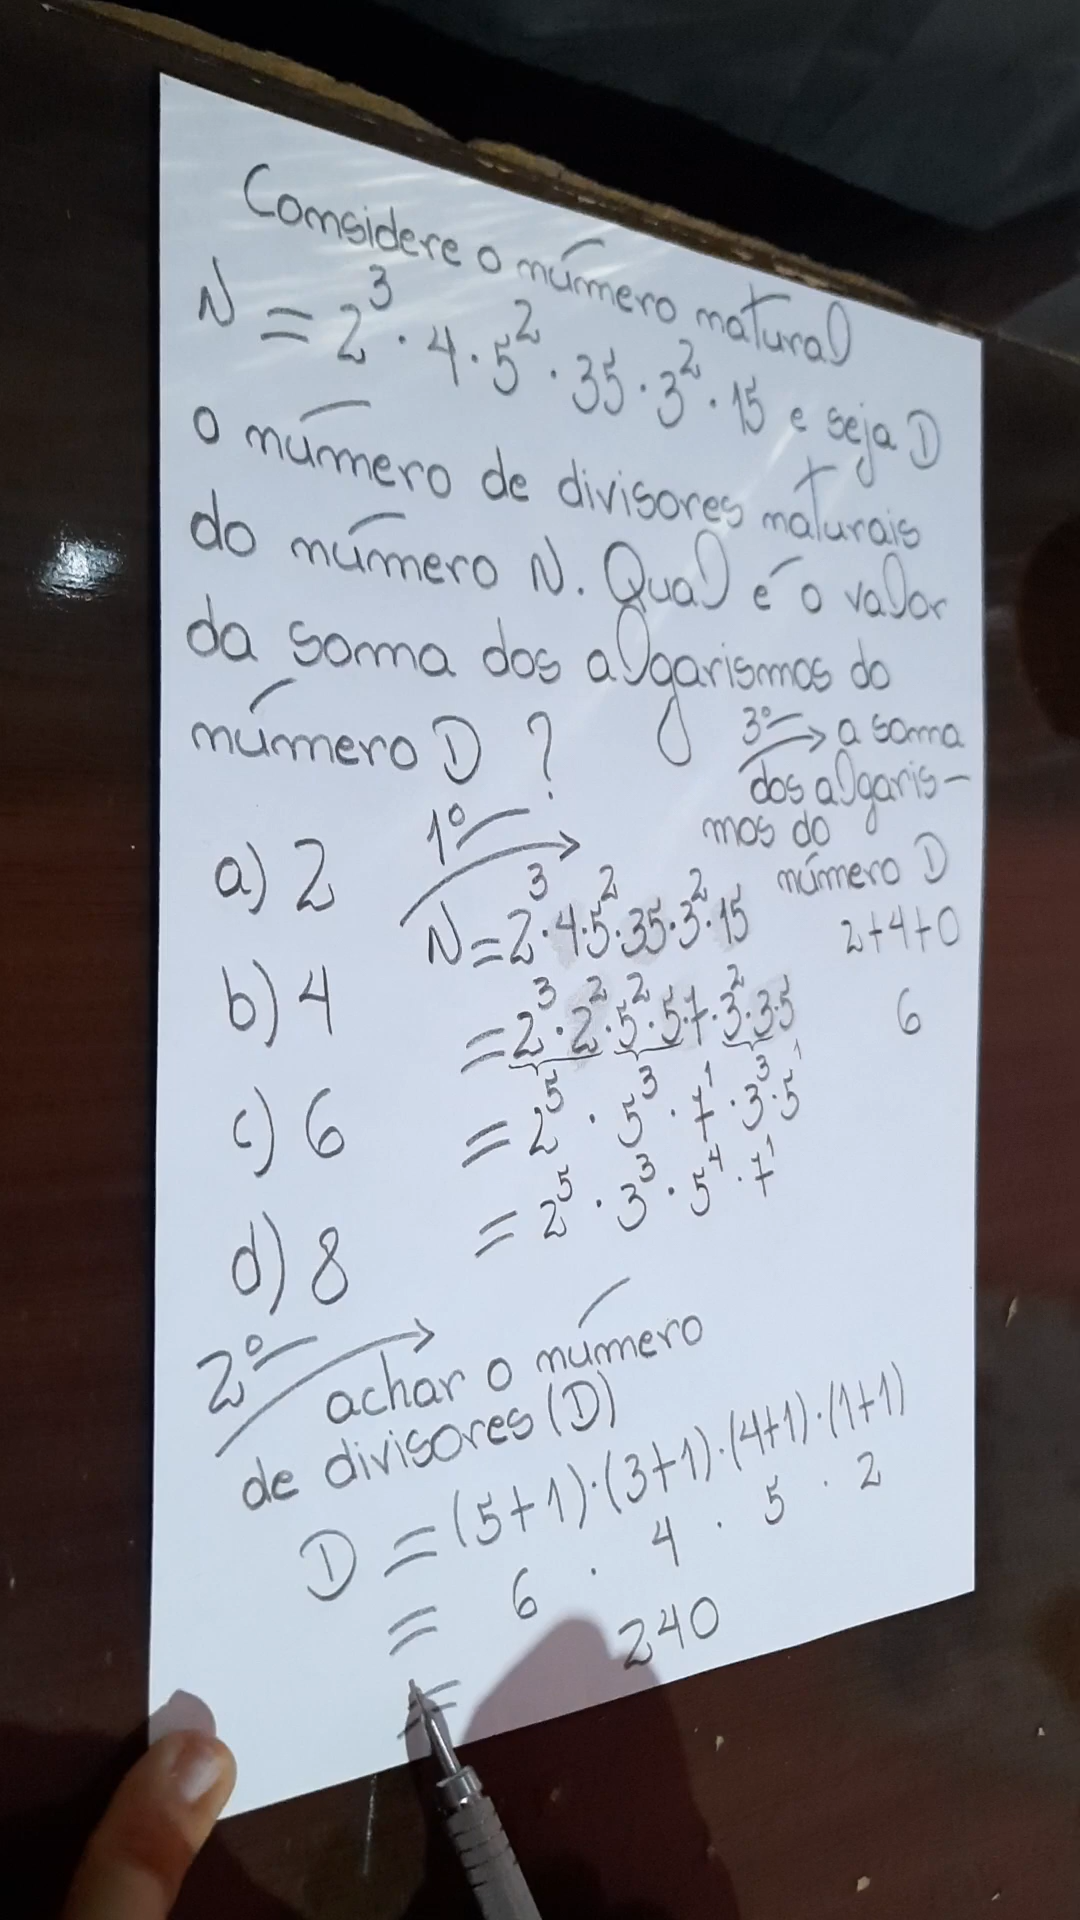 Considere o número natural
N = 2³ · 4 · 5² · 35 · 3² · 15 e seja D
o número de divisores naturais
do número N. Qual é o valor
da soma dos algarismos do
número D ?
a) 2
b) 4
c) 6
d) 8
1º
N = 2³ · 4 · 5² · 35 · 3² · 15
= 2³ · 2² · 5² · 5 · 7 · 3² · 3 · 5
= 2⁵ · 5³ · 7¹ · 3³ · 5¹
= 2⁵ · 3³ · 5⁴ · 7¹
2º
achar o número
de divisores (D)
D = (5+1) · (3+1) · (4+1) · (1+1)
= 6 · 4 · 5 · 2
= 240
3º → a soma
dos algaris-
mos do
número D
2+4+0
6